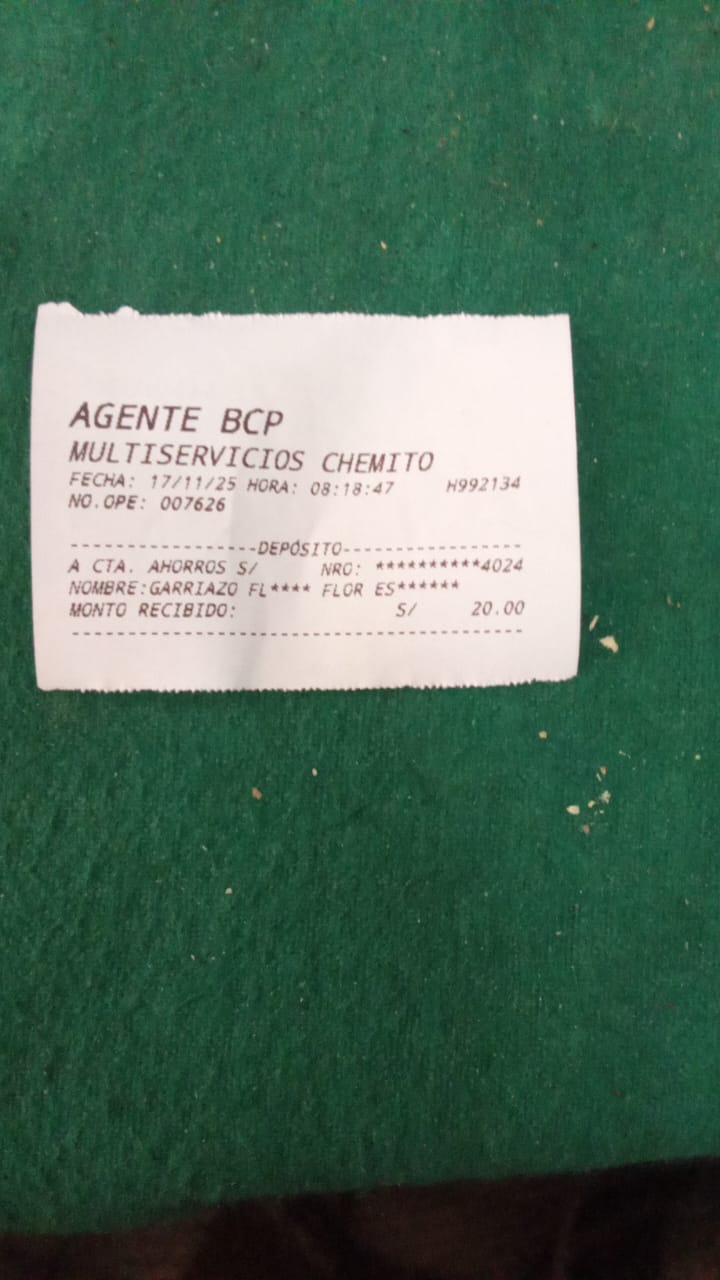 AGENTE BCP
MULTISERVICIOS CHEMITO
FECHA: 17/11/25 HORA: 08:18:47 H992134
NO.OPE: 007626
-----------------DEPÓSITO----------------
A CTA. AHORROS S/ NRO: **********4024
NOMBRE:GARRIAZO FL**** FLOR ES******
MONTO RECIBIDO: S/ 20.00
-----------------------------------------